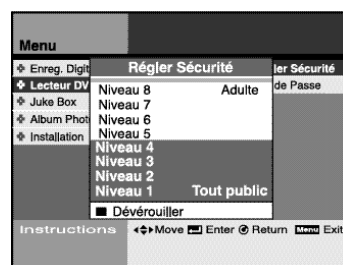 Menu
Enreg. Digit
Lecteur DV
Juke Box
Album Phot
Installation
Régler Sécurité
Niveau 8 Adulte
Niveau 7
Niveau 6
Niveau 5
Niveau 4
Niveau 3
Niveau 2
Niveau 1 Tout public
Dévérouiller
ler Sécurité
de Passe
Instructions Move Enter Return Menu Exit